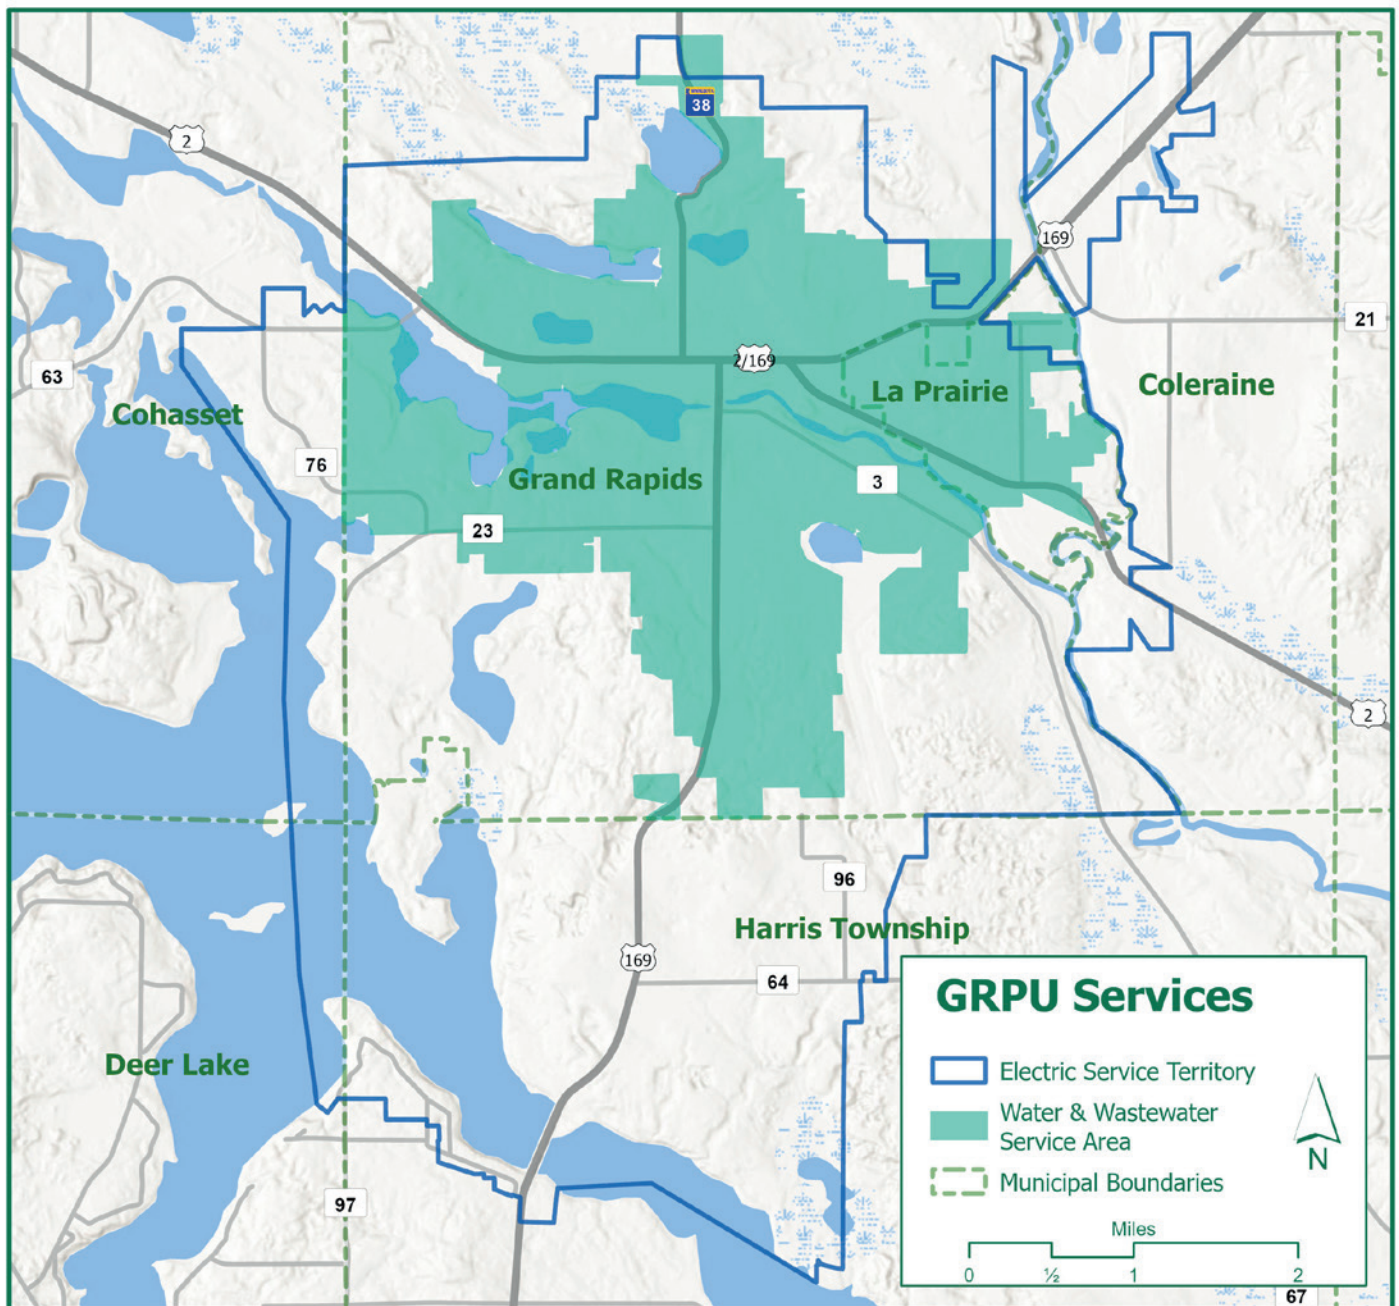 38
2
169
21
2/169
63
La Prairie
Coleraine
Cohasset
76
Grand Rapids
3
23
2
96
Harris Township
169
64
GRPU Services
Deer Lake
Electric Service Territory
Water & Wastewater
Service Area
N
Municipal Boundaries
97
Miles
0 ½ 1 2
67